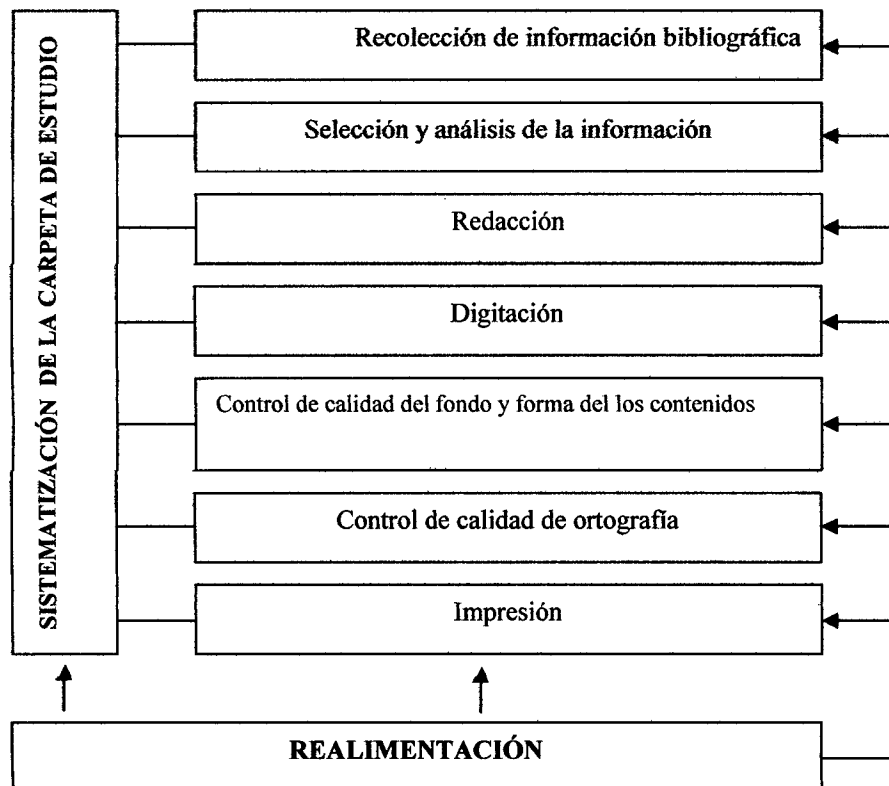 SISTEMATIZACIÓN DE LA CARPETA DE ESTUDIO
Recolección de información bibliográfica
Selección y análisis de la información
Redacción
Digitación
Control de calidad del fondo y forma del los contenidos
Control de calidad de ortografía
Impresión
REALIMENTACIÓN